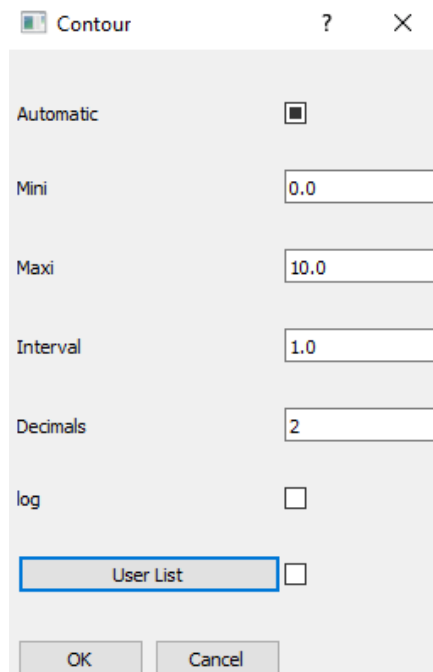 Contour ?
Automatic
Mini 0.0
Maxi 10.0
Interval 1.0
Decimals 2
log
User List
OK Cancel